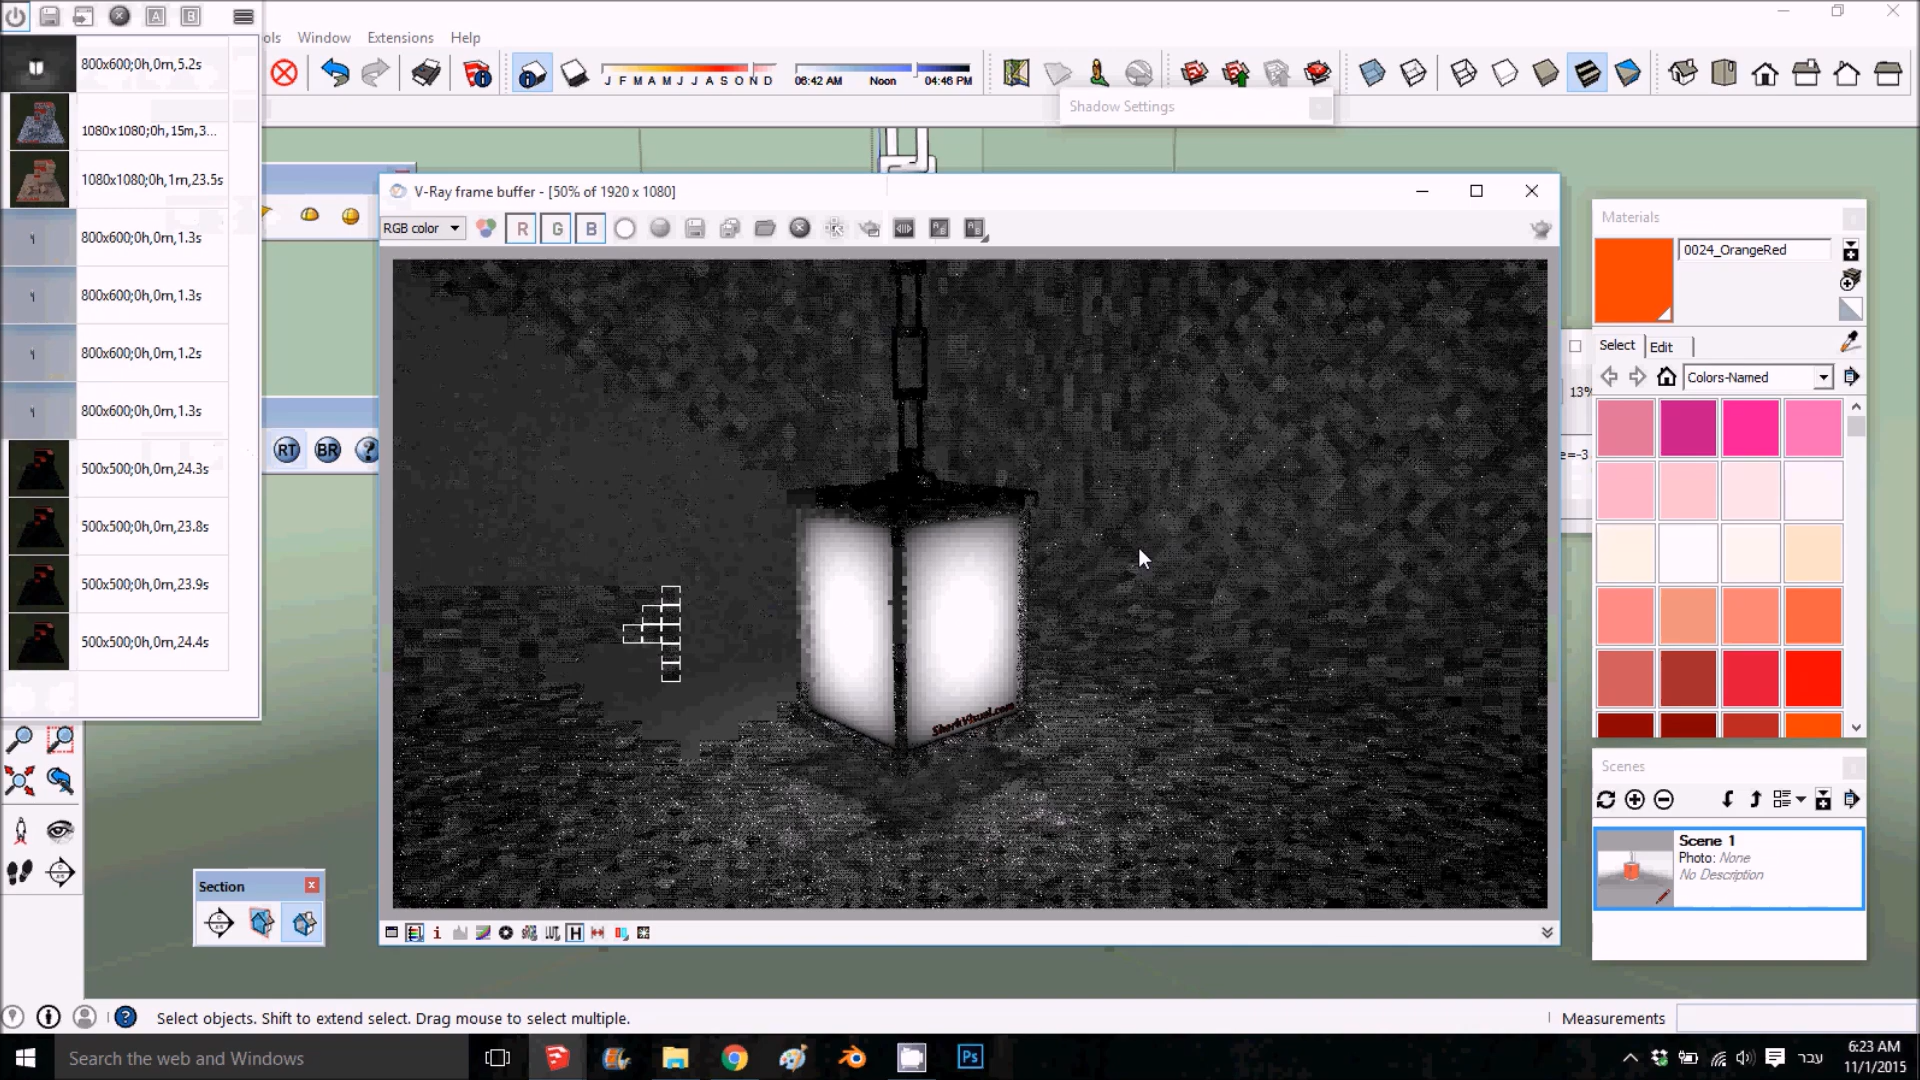 ols Window Extensions Help
800x600;0h,0m,5.2s
1080x1080;0h,15m,3...
1080x1080;0h,1m,23.5s
800x600;0h,0m,1.3s
800x600;0h,0m,1.3s
800x600;0h,0m,1.2s
800x600;0h,0m,1.3s
500x500;0h,0m,24.3s
500x500;0h,0m,23.8s
500x500;0h,0m,23.9s
500x500;0h,0m,24.4s
A B
J F M A M J J A S O N D
06:42 AM Noon 04:46 PM
Shadow Settings
V-Ray frame buffer - [50% of 1920 x 1080]
RGB color
R G B
RT BR ?
SharkVisual.com
i H
LUT
13%
e=-3
Materials
0024_OrangeRed
Select Edit
Colors-Named
Scenes
Scene 1
Photo: None
No Description
Section
Select objects. Shift to extend select. Drag mouse to select multiple.
Measurements
Search the web and Windows
Ps
עבר
6:23 AM
11/1/2015